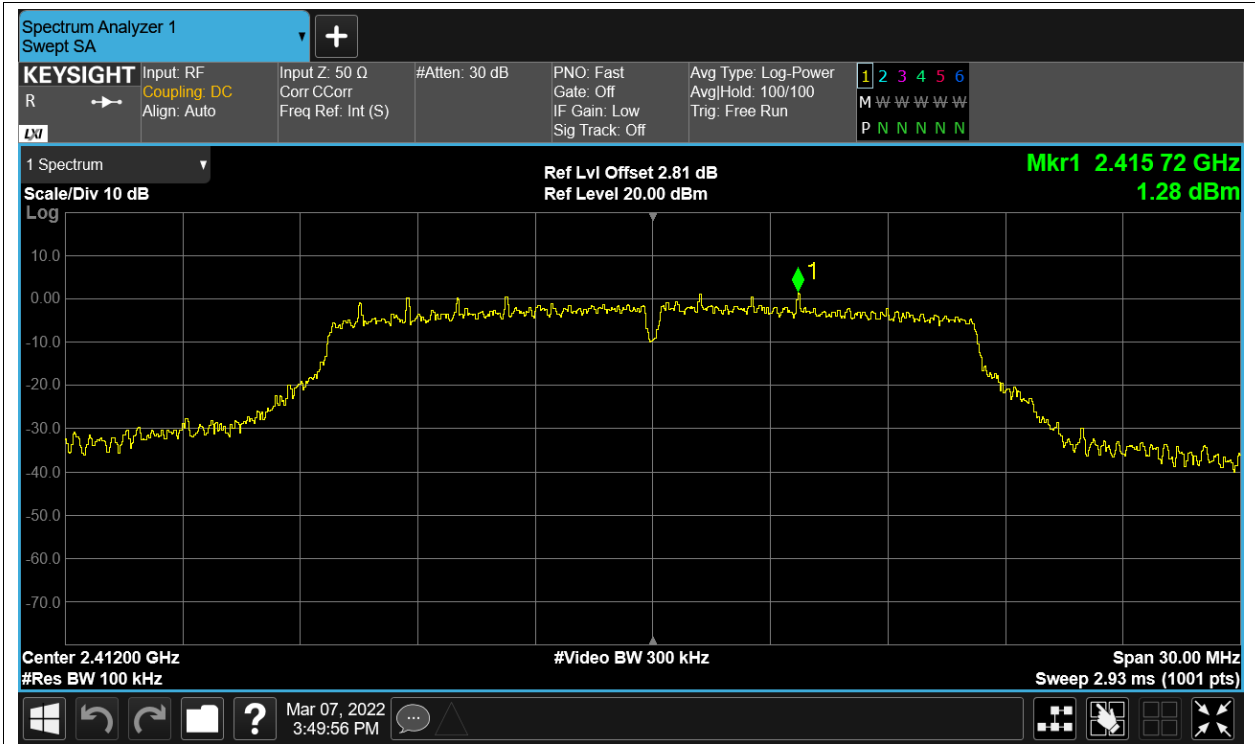 Spectrum Analyzer 1
Swept SA
KEYSIGHT
R
LXI
Input: RF
Coupling: DC
Align: Auto
Input Z: 50 Ω
Corr CCorr
Freq Ref: Int (S)
#Atten: 30 dB
PNO: Fast
Gate: Off
IF Gain: Low
Sig Track: Off
Avg Type: Log-Power
Avg|Hold: 100/100
Trig: Free Run
1 2 3 4 5 6
M W W W W W
P N N N N N
1 Spectrum
Scale/Div 10 dB
Ref Lvl Offset 2.81 dB
Ref Level 20.00 dBm
Mkr1 2.415 72 GHz
1.28 dBm
Log
10.0
0.00
-10.0
-20.0
-30.0
-40.0
-50.0
-60.0
-70.0
1
Center 2.41200 GHz
#Res BW 100 kHz
#Video BW 300 kHz
Span 30.00 MHz
Sweep 2.93 ms (1001 pts)
?
Mar 07, 2022
3:49:56 PM